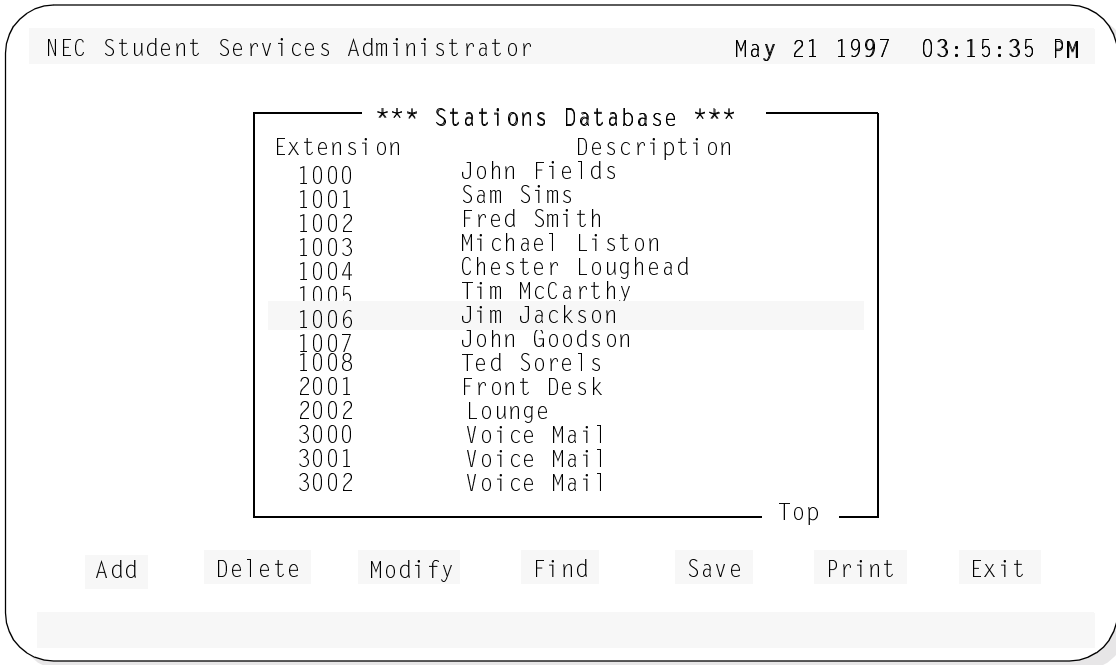 NEC Student Services Administrator May 21 1997 03:15:35 PM
*** Stations Database ***
Extension Description
1000 John Fields
1001 Sam Sims
1002 Fred Smith
1003 Michael Liston
1004 Chester Loughead
1005 Tim McCarthy
1006 Jim Jackson
1007 John Goodson
1008 Ted Sorels
2001 Front Desk
2002 Lounge
3000 Voice Mail
3001 Voice Mail
3002 Voice Mail
Top
Add Delete Modify Find Save Print Exit